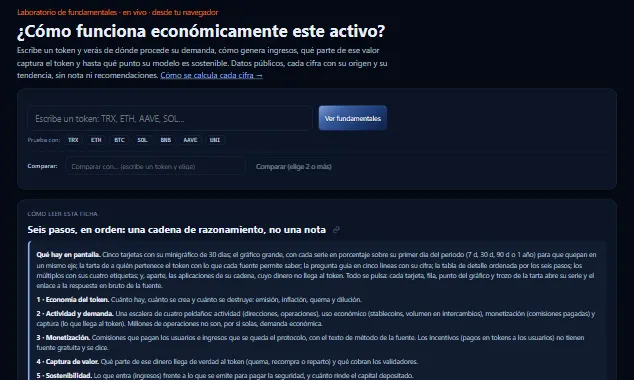 Laboratorio de fundamentales · en vivo · desde tu navegador
¿Cómo funciona económicamente este activo?
Escribe un token y verás de dónde procede su demanda, cómo genera ingresos, qué parte de ese valor
captura el token y hasta qué punto su modelo es sostenible. Datos públicos, cada cifra con su origen y su
tendencia, sin nota ni recomendaciones. Cómo se calcula cada cifra →
Escribe un token: TRX, ETH, AAVE, SOL...
Ver fundamentales
Prueba con: TRX ETH BTC SOL BNB AAVE UNI
Comparar: Comparar con... (escribe un token y elige) Comparar (elige 2 o más)
CÓMO LEER ESTA FICHA
Seis pasos, en orden: una cadena de razonamiento, no una nota
Qué hay en pantalla. Cinco tarjetas con su minigráfico de 30 días; el gráfico grande, con cada serie en porcentaje sobre su primer día del periodo (7 d, 30 d, 90 d o 1 año) para que quepan en
un mismo eje; la tarta de a quién pertenece el token con lo que cada fuente permite saber; la pregunta guía en cinco líneas con su cifra; la tabla de detalle ordenada por los seis pasos; los
múltiplos con sus cuatro etiquetas; y, aparte, las aplicaciones de su cadena, cuyo dinero no llega al token. Todo se pulsa: cada tarjeta, fila, punto del gráfico y trozo de la tarta abre su serie y el
enlace a la respuesta en bruto de la fuente.
1 · Economía del token. Cuánto hay, cuánto se crea y cuánto se destruye: emisión, inflación, quema y dilución.
2 · Actividad y demanda. Una escalera de cuatro peldaños: actividad (direcciones, operaciones), uso económico (stablecoins, volumen en intercambios), monetización (comisiones pagadas) y
captura (lo que llega al token). Millones de operaciones no son, por sí solas, demanda económica.
3 · Monetización. Comisiones que pagan los usuarios e ingresos que se queda el protocolo, con el texto de método de la fuente. Los incentivos (pagos en tokens a los usuarios) no tienen
fuente gratuita y se dice.
4 · Captura de valor. Qué parte de ese dinero llega de verdad al token (quema, recompra o reparto) y qué cobran los validadores.
5 · Sostenibilidad. Lo que entra (ingresos) frente a lo que se emite para pagar la seguridad, y cuánto rinde el capital depositado.